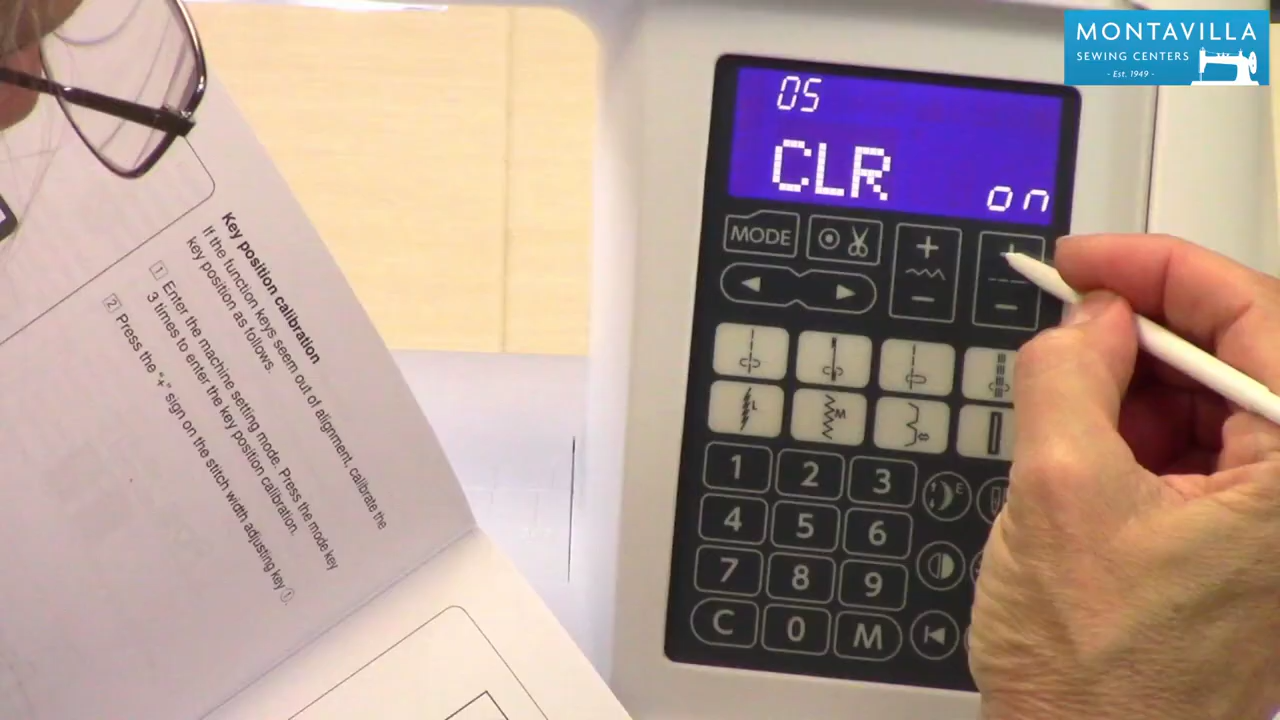 MONTAVILLA
SEWING CENTERS
- Est. 1949 -
05
CLR on
MODE
+ +
- -
L M
1 2 3
E
4 5 6
7 8 9
C 0 M
Key position calibration
If the function keys seem out of alignment, calibrate the
key position as follows.
1 Enter the machine setting mode. Press the mode key
3 times to enter the key position calibration.
2 Press the "+" sign on the stitch width adjusting key ①.